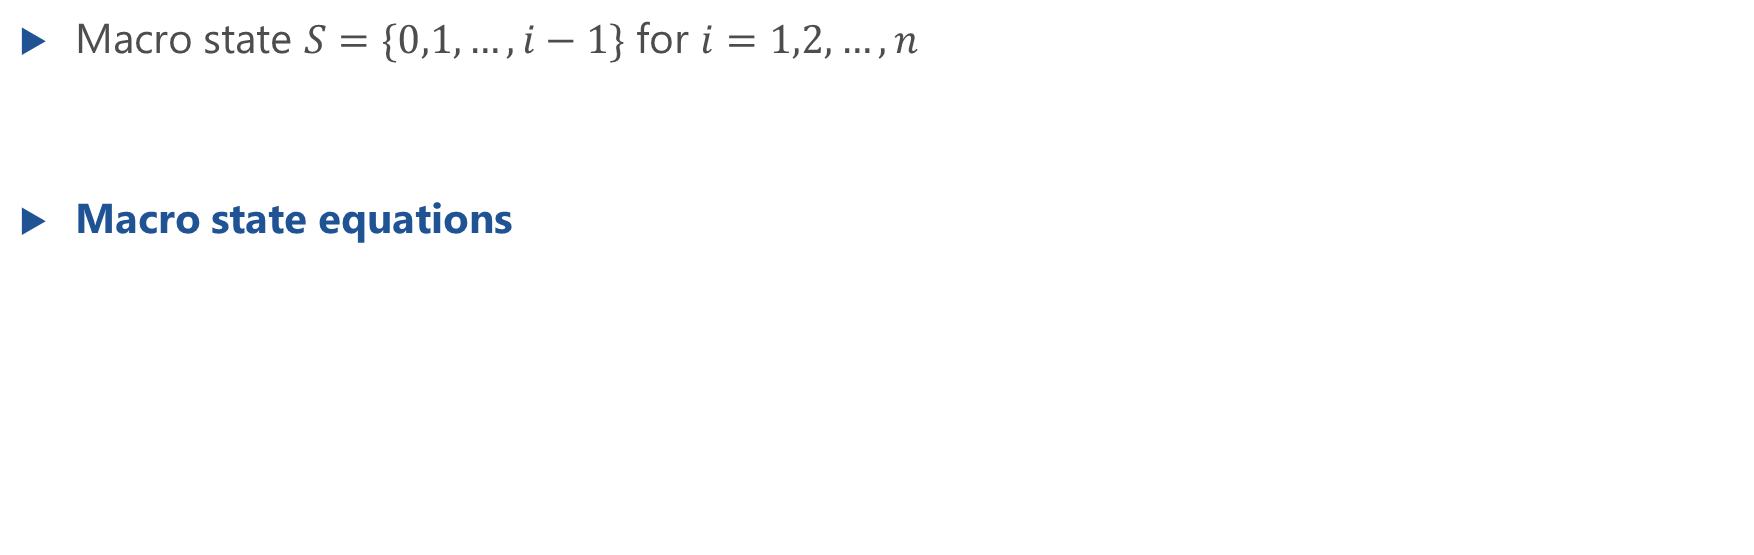 ▶ Macro state 𝑆 = {0,1, … , 𝑖 − 1} for 𝑖 = 1,2, … , 𝑛
▶ Macro state equations